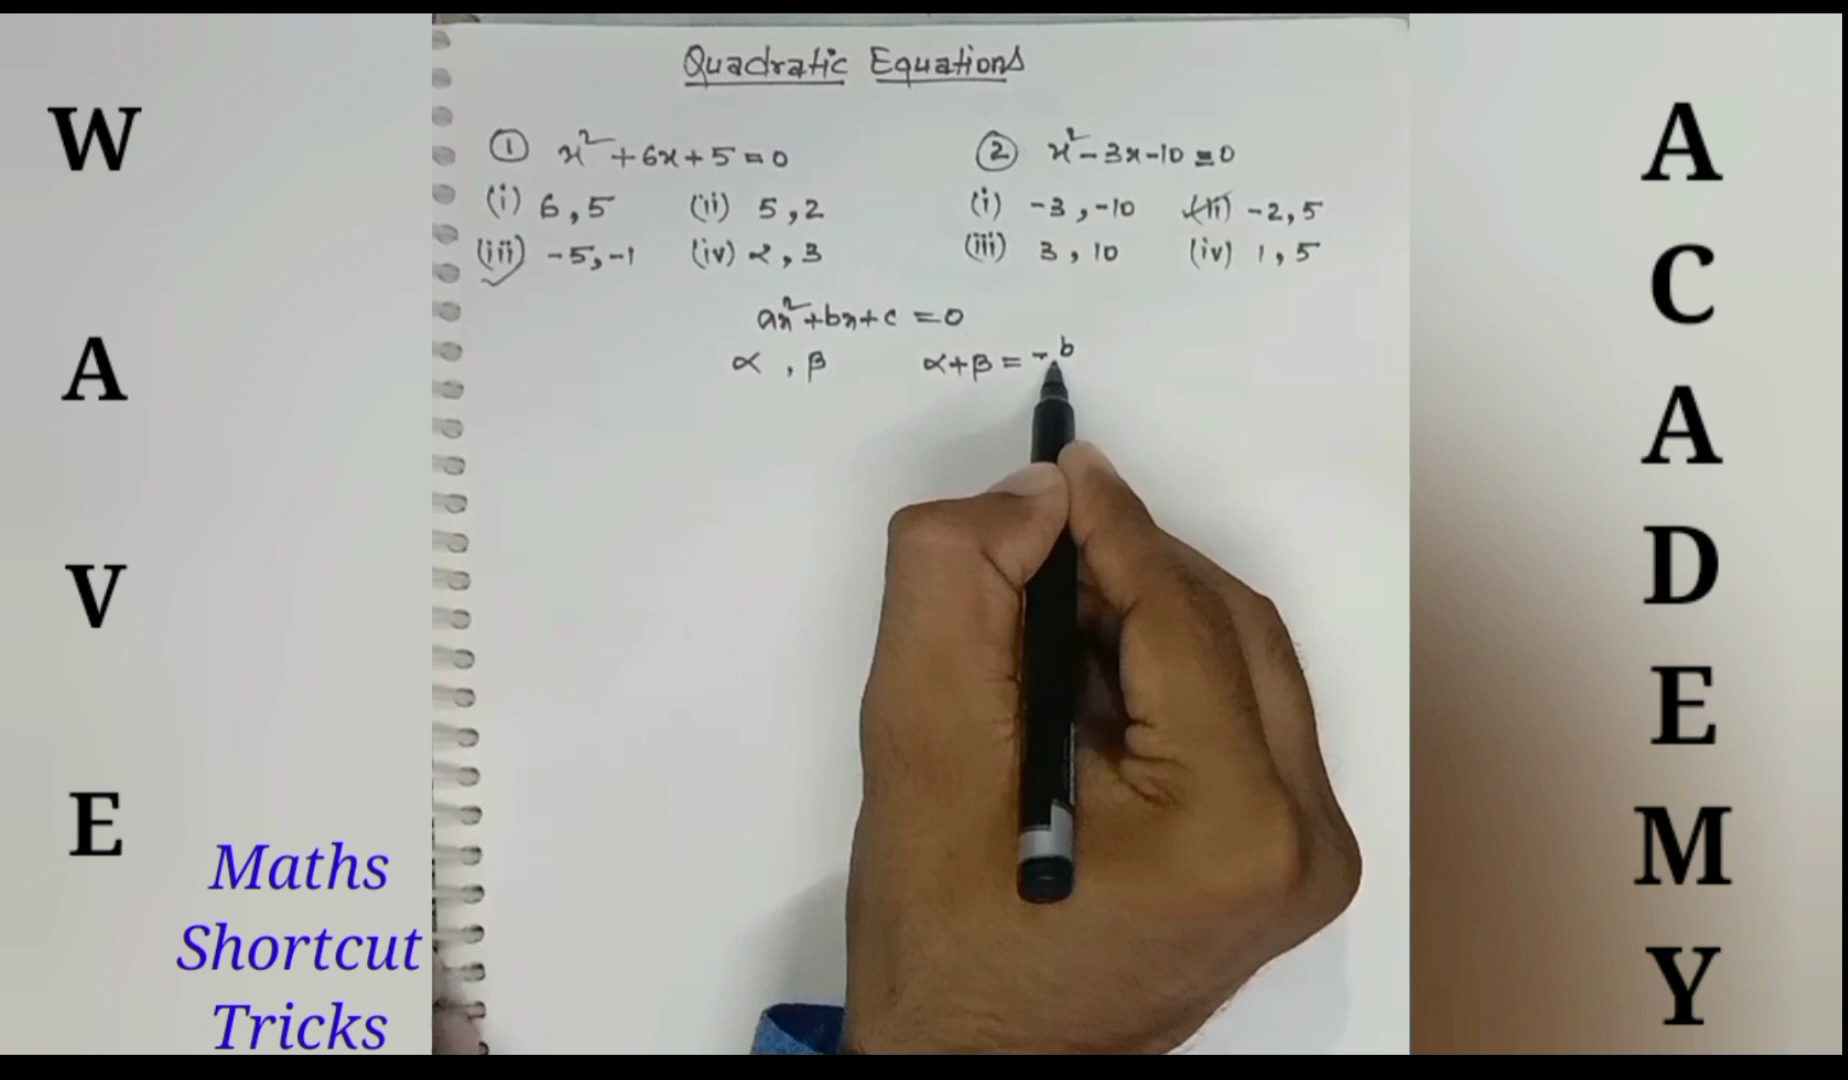 W
A
V
E
Maths
Shortcut
Tricks
Quadratic Equations
① x²+6x+5=0
(i) 6,5 (ii) 5,2
(iii) -5,-1 (iv) 2,3
② x²-3x-10=0
(i) -3,-10 (ii) -2,5
(iii) 3,10 (iv) 1,5
ax²+bx+c=0
α,β α+β=-b
A
C
A
D
E
M
Y